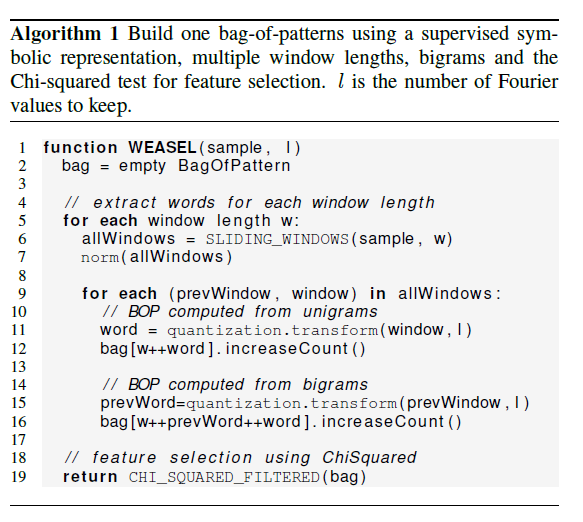 Algorithm 1 Build one bag-of-patterns using a supervised sym-
bolic representation, multiple window lengths, bigrams and the
Chi-squared test for feature selection. l is the number of Fourier
values to keep.
1 function WEASEL(sample, l)
2 bag = empty BagOfPattern
3
4 // extract words for each window length
5 for each window length w:
6 allWindows = SLIDING_WINDOWS(sample, w)
7 norm(allWindows)
8
9 for each (prevWindow, window) in allWindows:
10 // BOP computed from unigrams
11 word = quantization.transform(window,l)
12 bag[w++word].increaseCount()
13
14 // BOP computed from bigrams
15 prevWord=quantization.transform(prevWindow,l)
16 bag[w++prevWord++word].increaseCount()
17
18 // feature selection using ChiSquared
19 return CHI_SQUARED_FILTERED(bag)